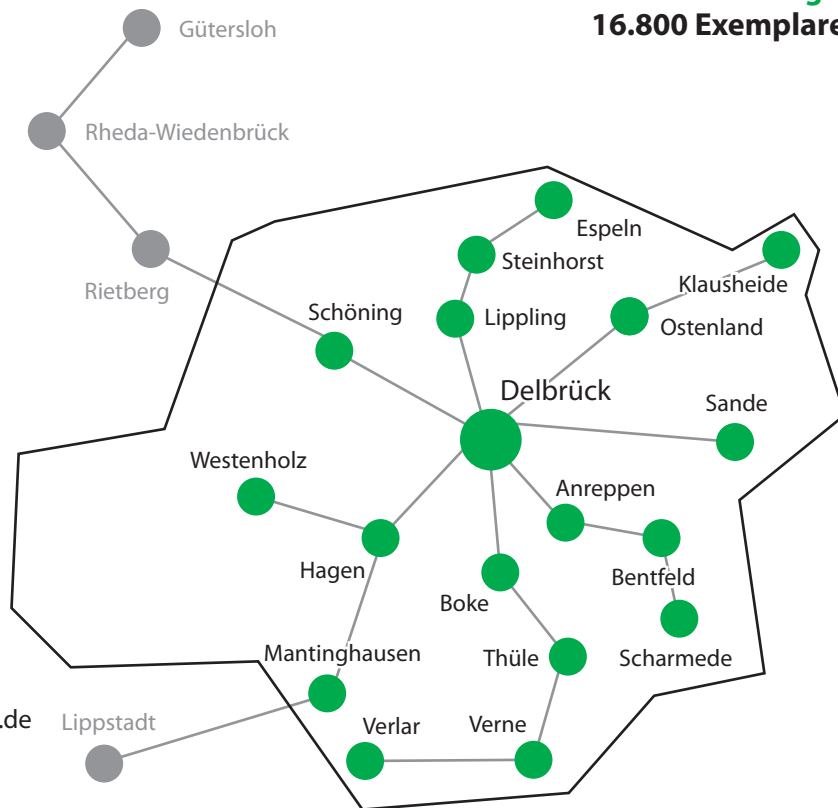 16.800 Exemplare
Gütersloh
Rheda-Wiedenbrück
Espeln
Steinhorst
Klausheide
Rietberg
Schöning
Lippling
Ostenland
Delbrück
Sande
Westenholz
Anreppen
Hagen
Bentfeld
Boke
Mantinghausen
Thüle
Scharmede
.de
Lippstadt
Verlar
Verne